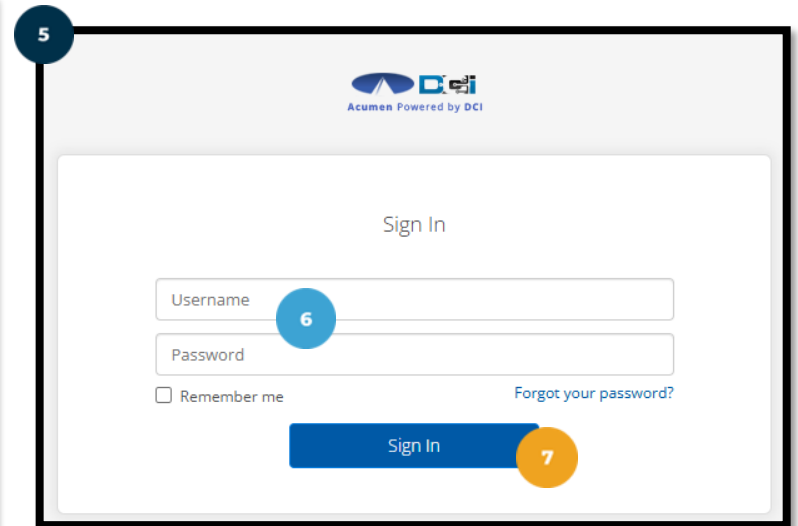 5
DCI
Acumen Powered by DCI
Sign In
Username
6
Password
Remember me
Forgot your password?
Sign In
7